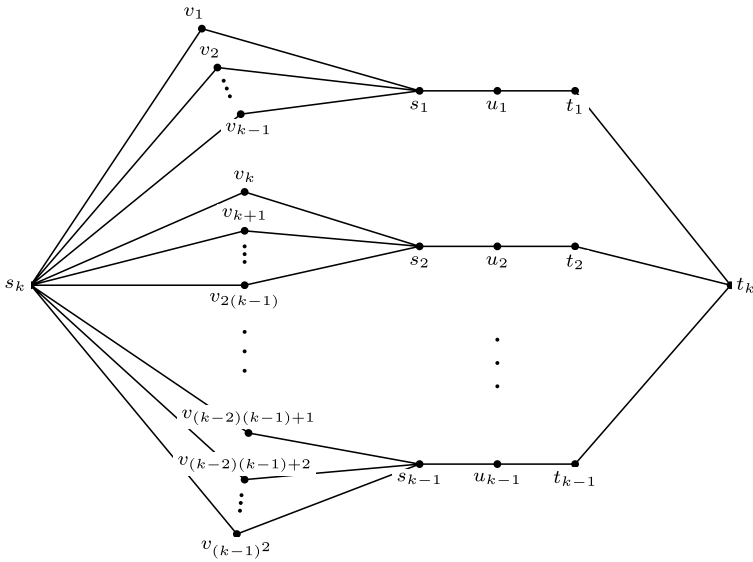 v₁
v₂
vₖ₋₁
s₁ u₁ t₁
vₖ
vₖ₊₁
s₂ u₂ t₂
sₖ tₖ
v₂₍ₖ₋₁₎
v₍ₖ₋₂₎₍ₖ₋₁₎₊₁
v₍ₖ₋₂₎₍ₖ₋₁₎₊₂
sₖ₋₁ uₖ₋₁ tₖ₋₁
v_{(k−1)²}